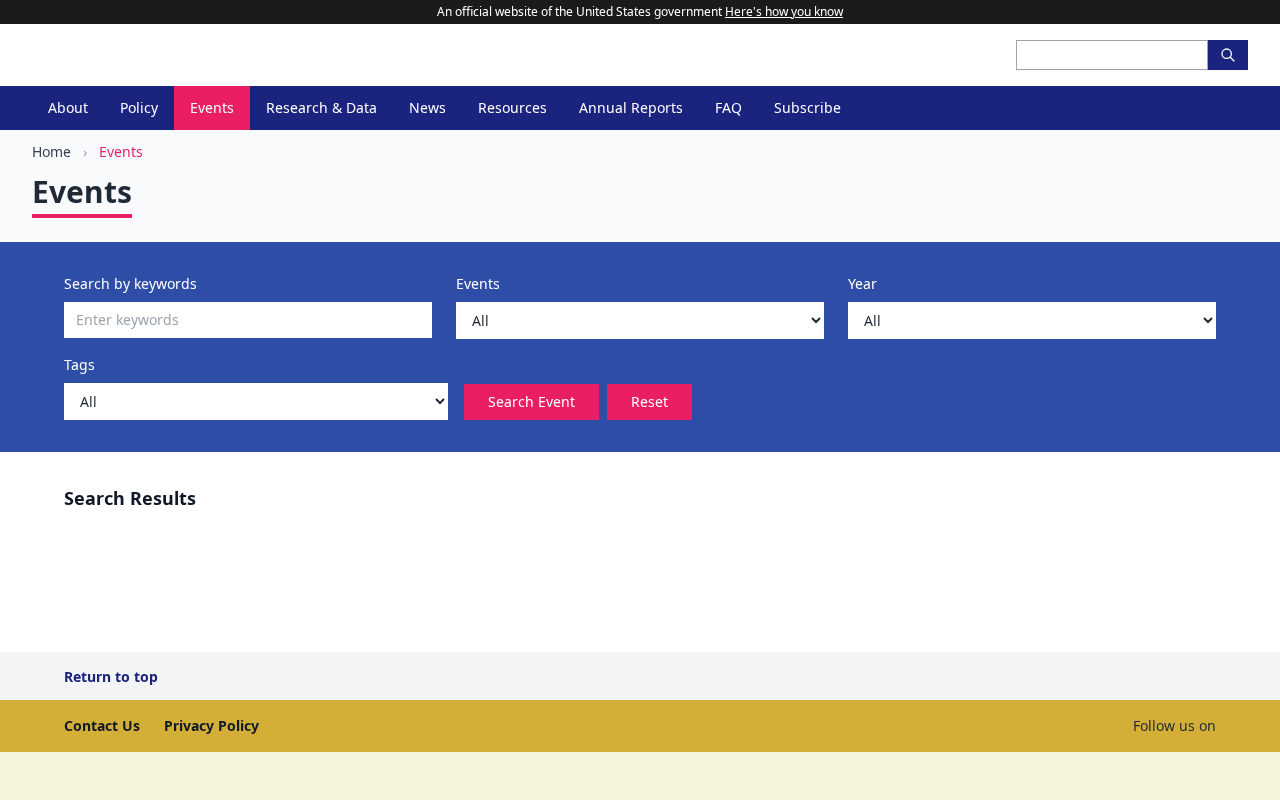 An official website of the United States government Here's how you know
About Policy Events Research & Data News Resources Annual Reports FAQ Subscribe
Home › Events
Events
Search by keywords Events Year
Enter keywords All All
Tags
All Search Event Reset
Search Results
Return to top
Contact Us Privacy Policy Follow us on